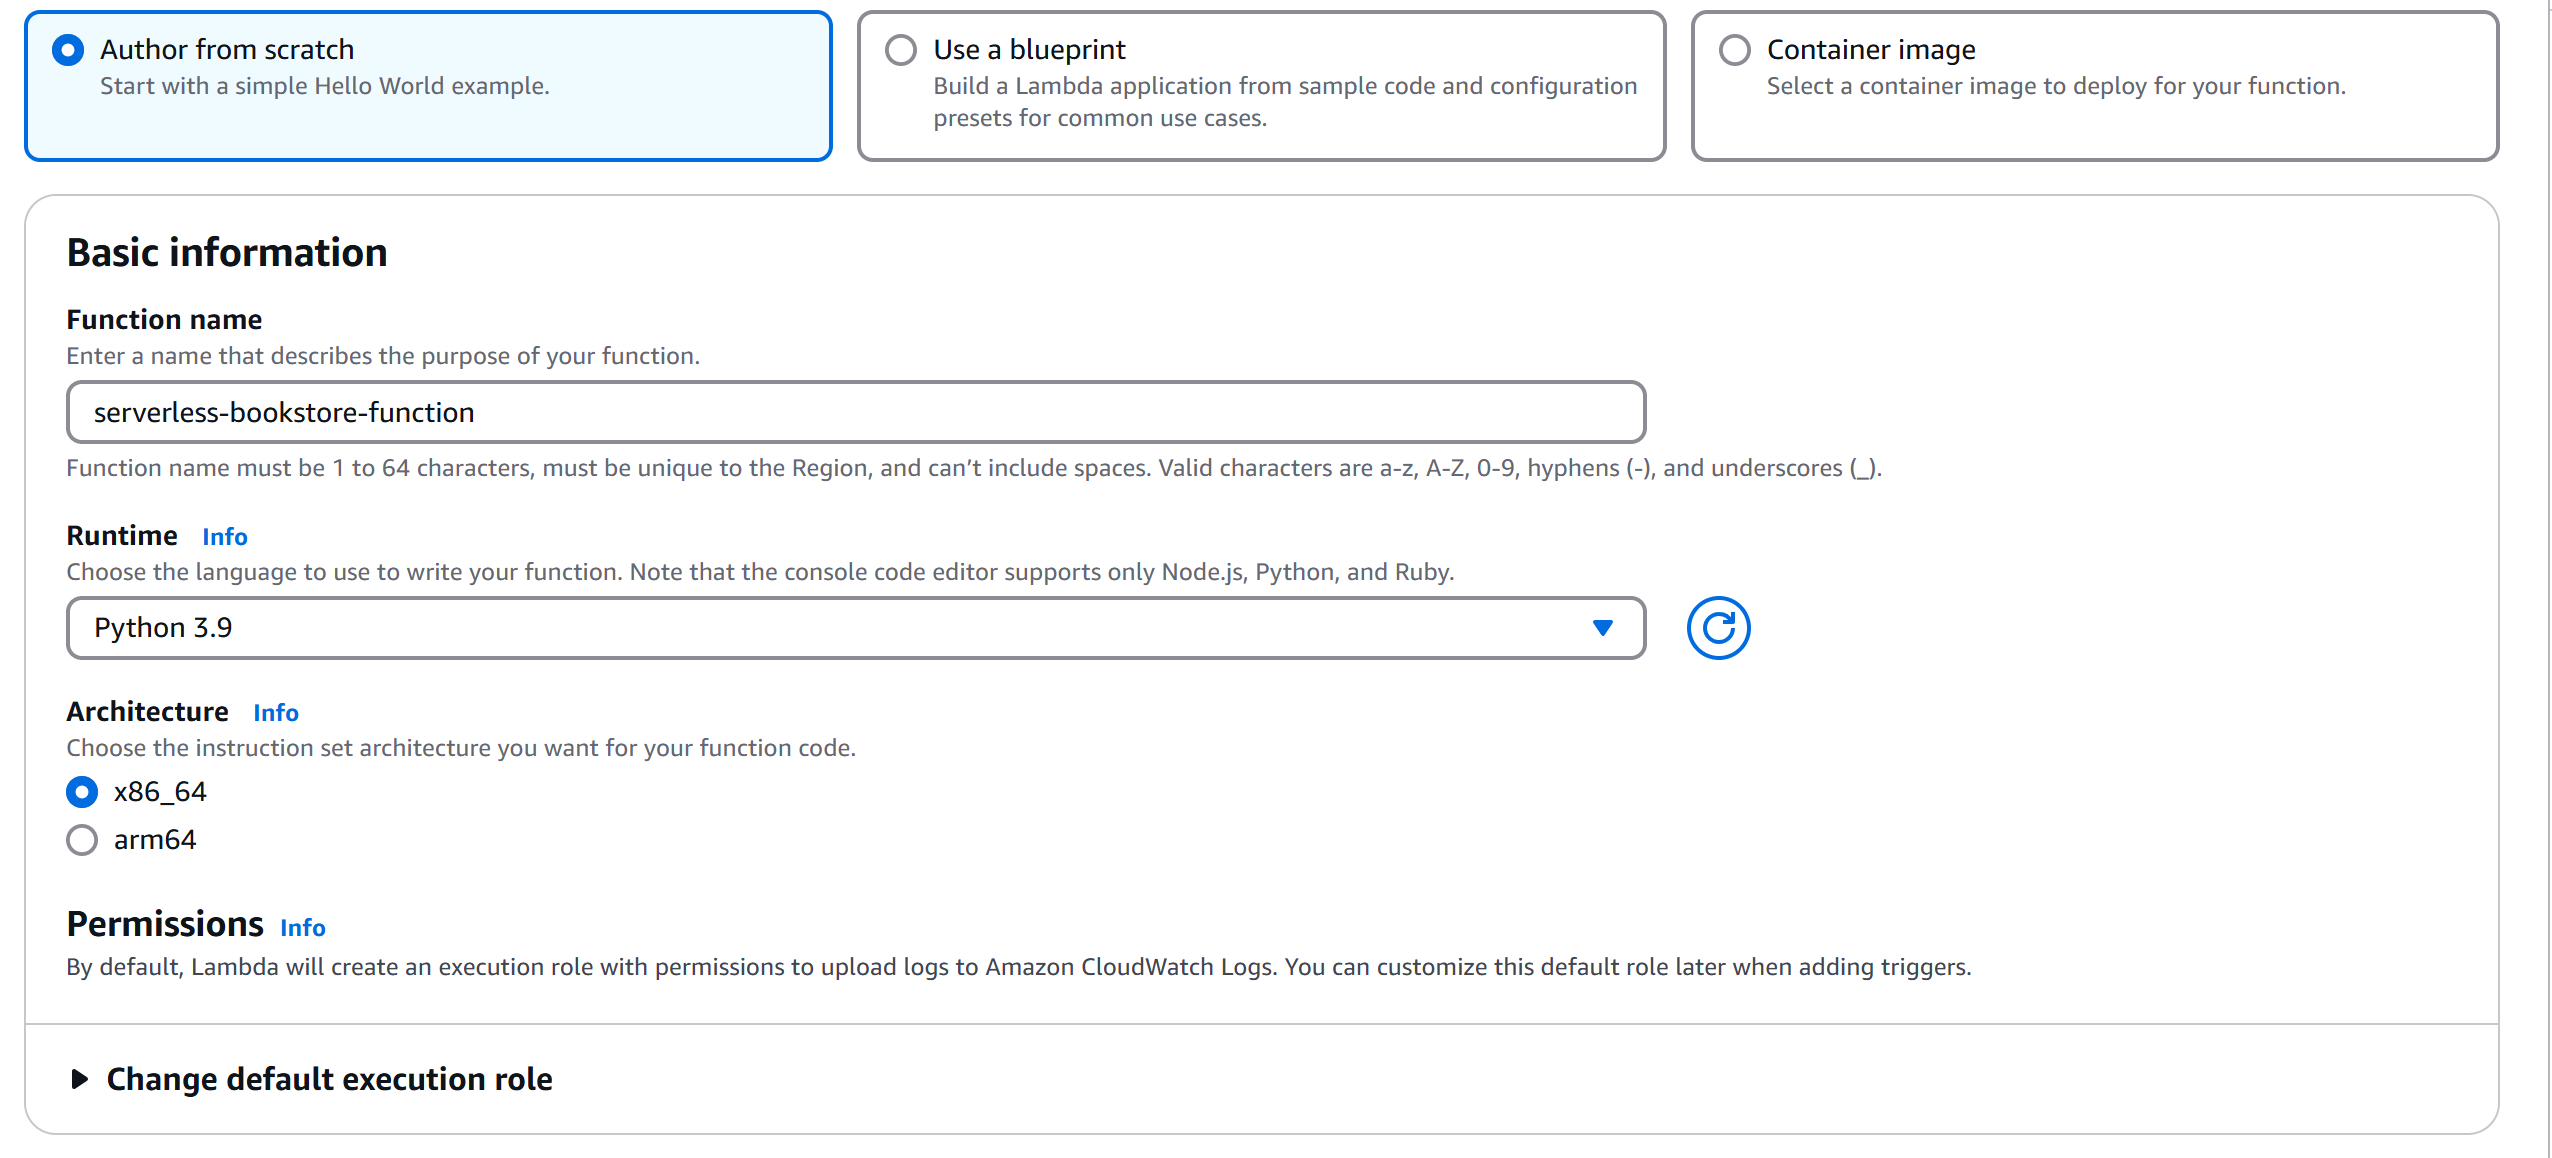 Author from scratch
Start with a simple Hello World example.
Use a blueprint
Build a Lambda application from sample code and configuration
presets for common use cases.
Container image
Select a container image to deploy for your function.
Basic information
Function name
Enter a name that describes the purpose of your function.
serverless-bookstore-function
Function name must be 1 to 64 characters, must be unique to the Region, and can’t include spaces. Valid characters are a-z, A-Z, 0-9, hyphens (-), and underscores (_).
Runtime Info
Choose the language to use to write your function. Note that the console code editor supports only Node.js, Python, and Ruby.
Python 3.9
Architecture Info
Choose the instruction set architecture you want for your function code.
x86_64
arm64
Permissions Info
By default, Lambda will create an execution role with permissions to upload logs to Amazon CloudWatch Logs. You can customize this default role later when adding triggers.
Change default execution role